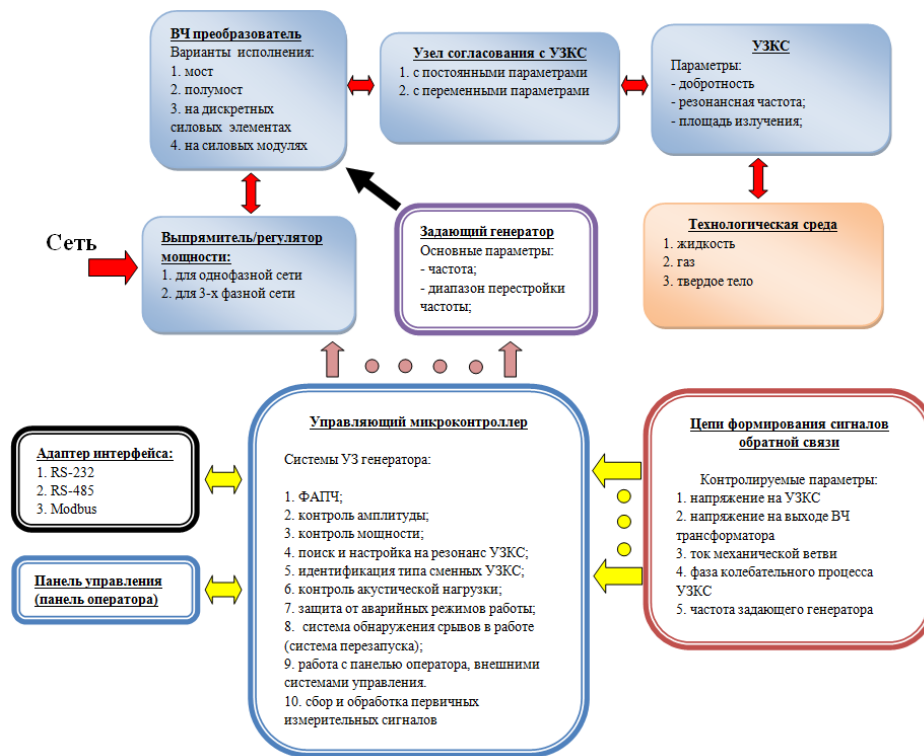 ВЧ преобразователь
Варианты исполнения:
1. мост
2. полумост
3. на дискретных
силовых элементах
4. на силовых модулях
Узел согласования с УЗКС
1. с постоянными параметрами
2. с переменными параметрами
УЗКС
Параметры:
- добротность
- резонансная частота;
- площадь излучения;
Сеть
Выпрямитель/регулятор
мощности:
1. для однофазной сети
2. для 3-х фазной сети
Задающий генератор
Основные параметры:
- частота;
- диапазон перестройки
частоты;
Технологическая среда
1. жидкость
2. газ
3. твердое тело
Адаптер интерфейса:
1. RS-232
2. RS-485
3. Modbus
Панель управления
(панель оператора)
Управляющий микроконтроллер
Системы УЗ генератора:
1. ФАПЧ;
2. контроль амплитуды;
3. контроль мощности;
4. поиск и настройка на резонанс УЗКС;
5. идентификация типа сменных УЗКС;
6. контроль акустической нагрузки;
7. защита от аварийных режимов работы;
8. система обнаружения срывов в работе
(система перезапуска);
9. работа с панелью оператора, внешними
системами управления.
10. сбор и обработка первичных
измерительных сигналов
Цепи формирования сигналов
обратной связи
Контролируемые параметры:
1. напряжение на УЗКС
2. напряжение на выходе ВЧ
трансформатора
3. ток механической ветви
4. фаза колебательного процесса
УЗКС
5. частота задающего генератора